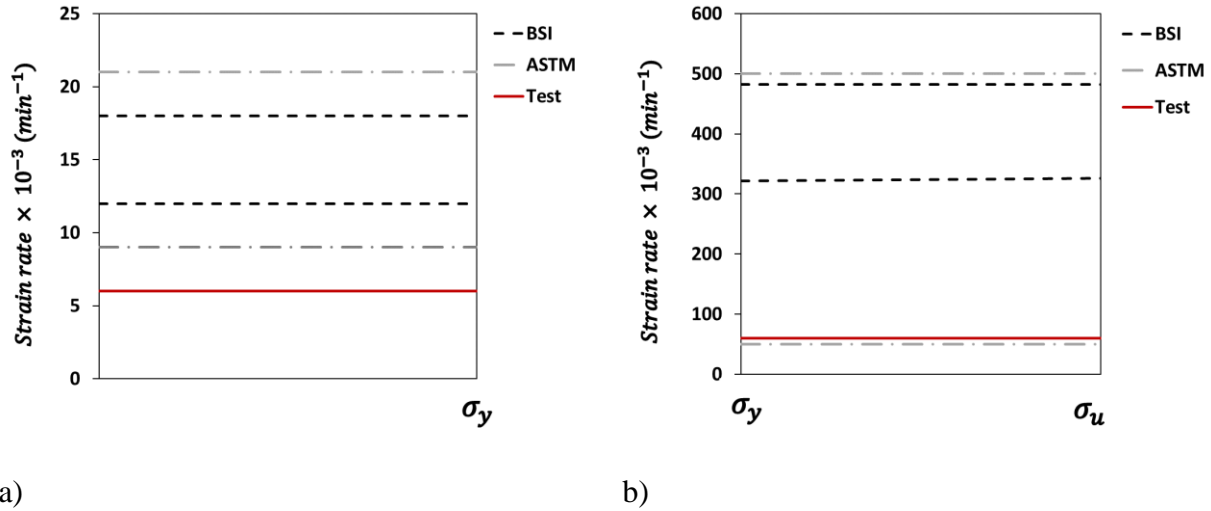 25
20
15
10
5
0
Strain rate × 10⁻³ (min⁻¹)
σy
BSI
ASTM
Test
600
500
400
300
200
100
0
Strain rate × 10⁻³ (min⁻¹)
σy
σu
BSI
ASTM
Test
a)
b)